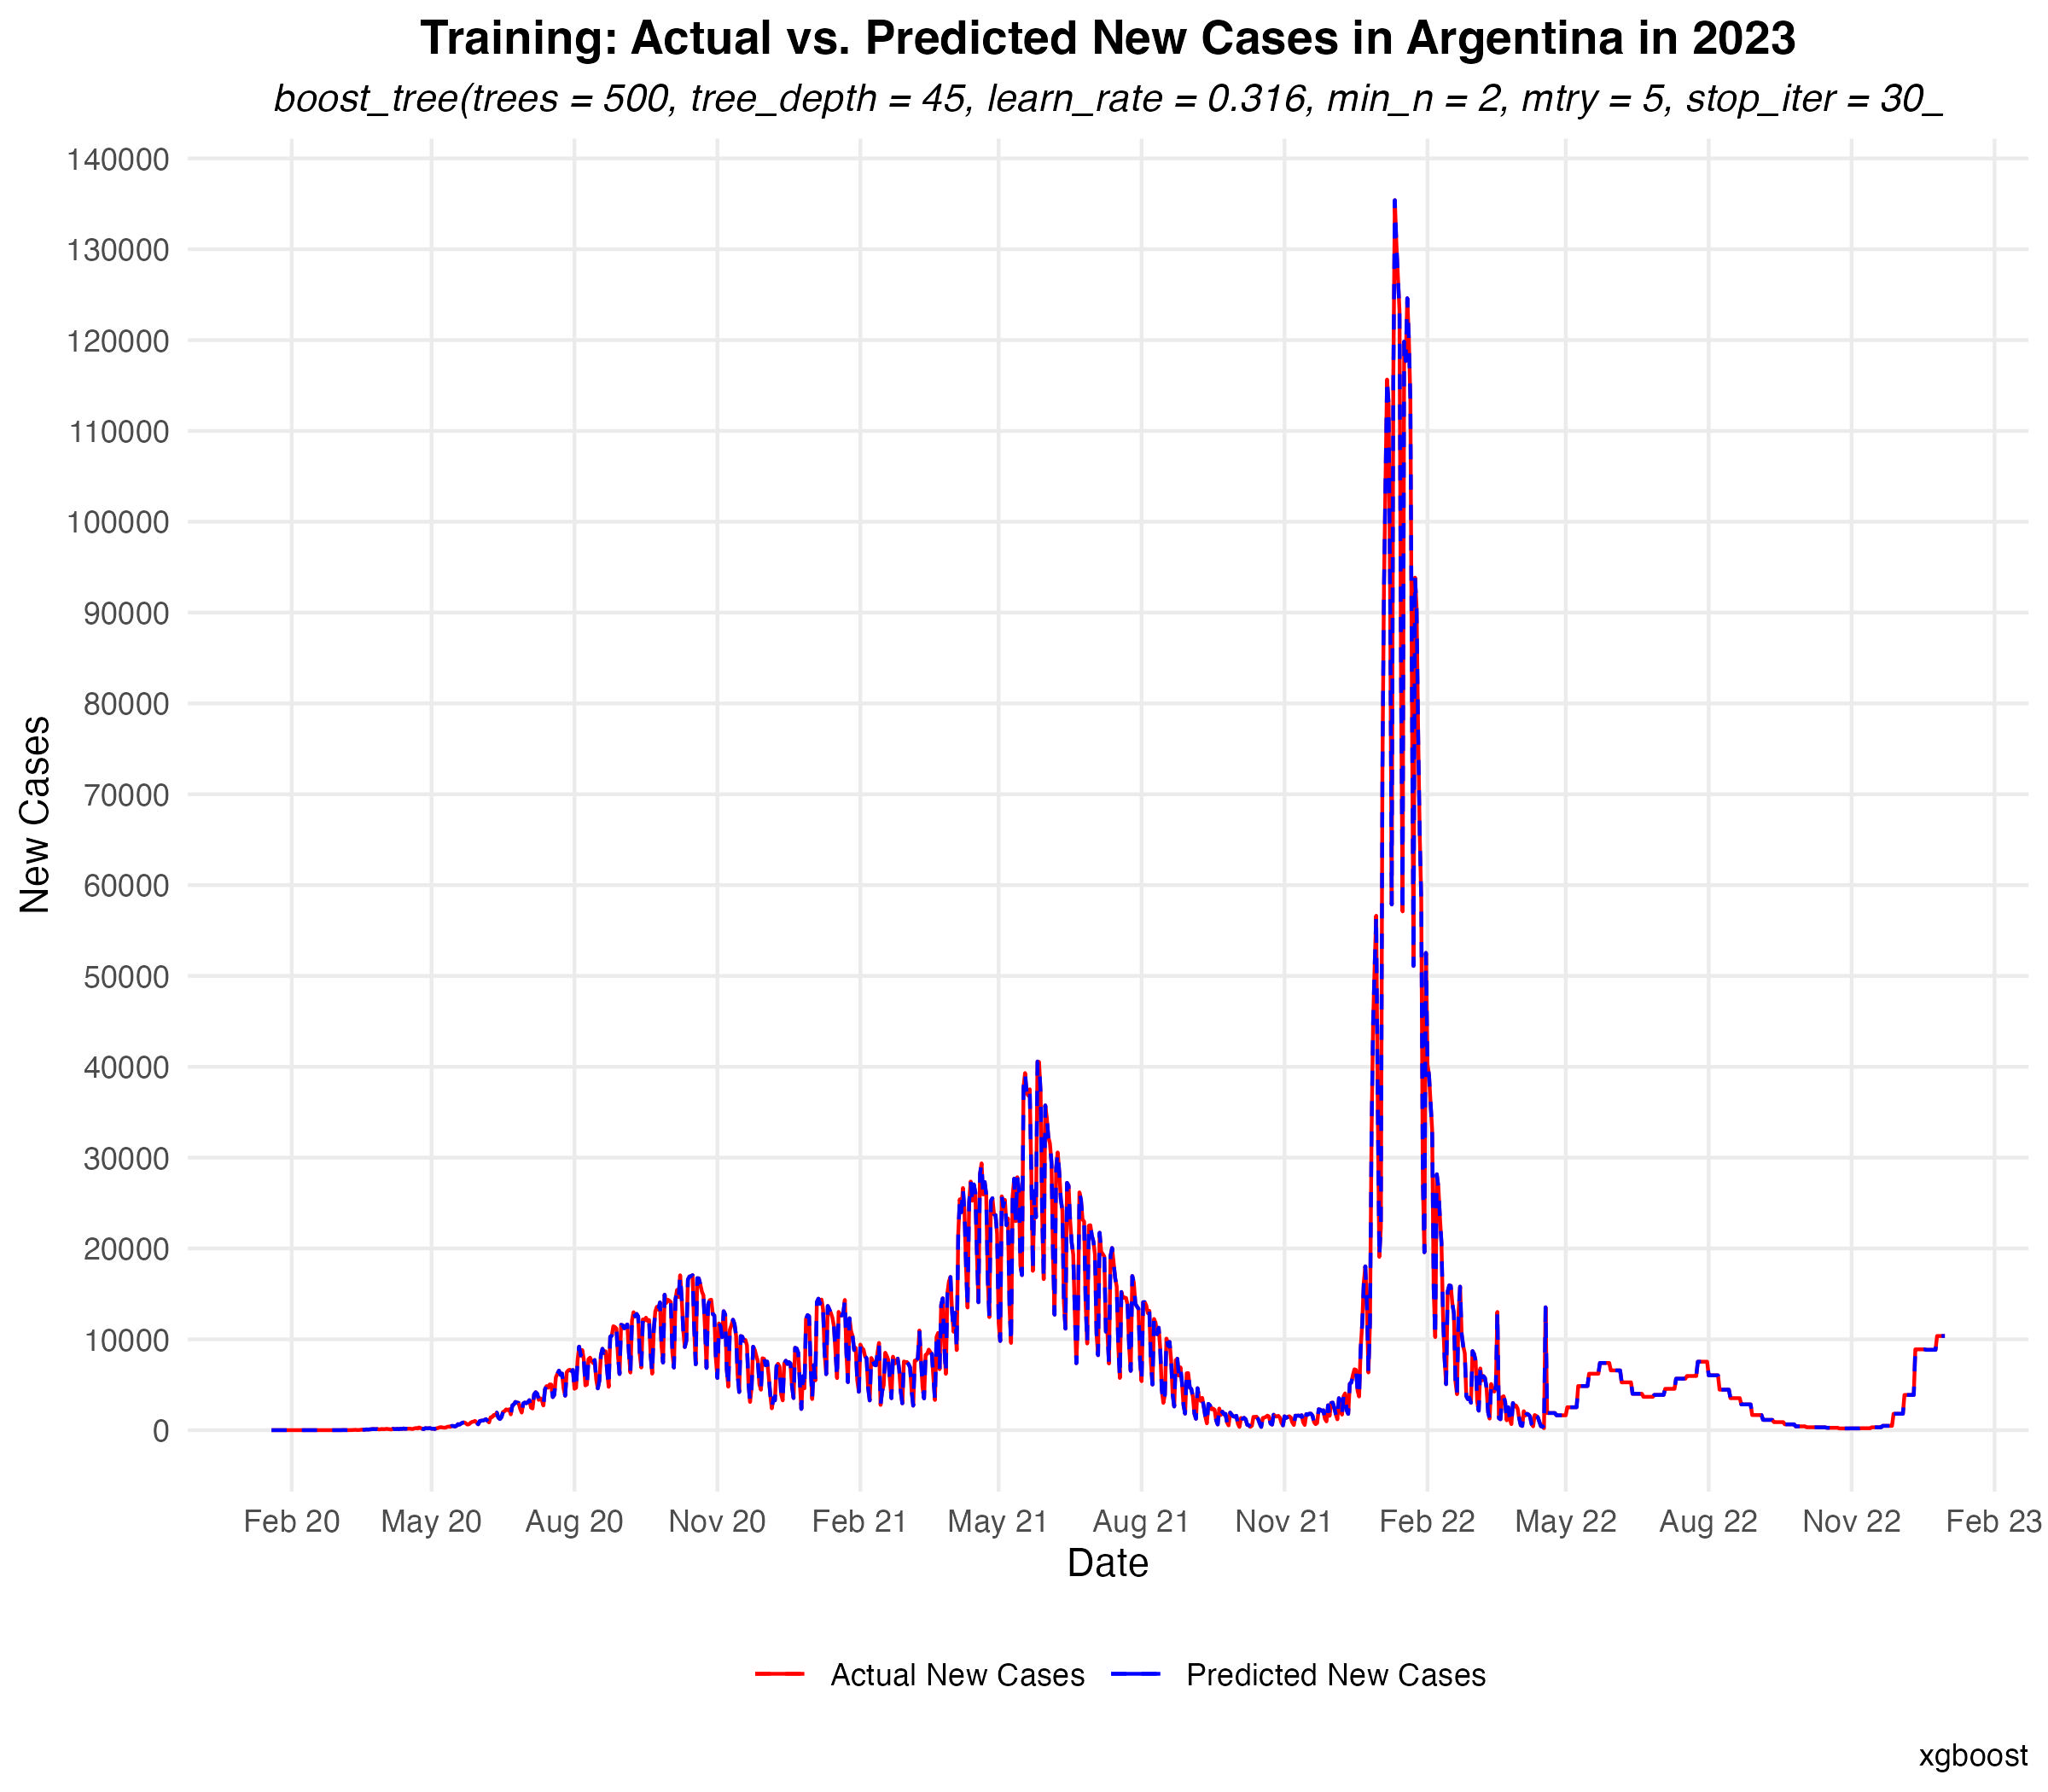 Training: Actual vs. Predicted New Cases in Argentina in 2023
boost_tree(trees = 500, tree_depth = 45, learn_rate = 0.316, min_n = 2, mtry = 5, stop_iter = 30_
New Cases
140000
130000
120000
110000
100000
90000
80000
70000
60000
50000
40000
30000
20000
10000
0
Feb 20 May 20 Aug 20 Nov 20 Feb 21 May 21 Aug 21 Nov 21 Feb 22 May 22 Aug 22 Nov 22 Feb 23
Date
Actual New Cases Predicted New Cases
xgboost